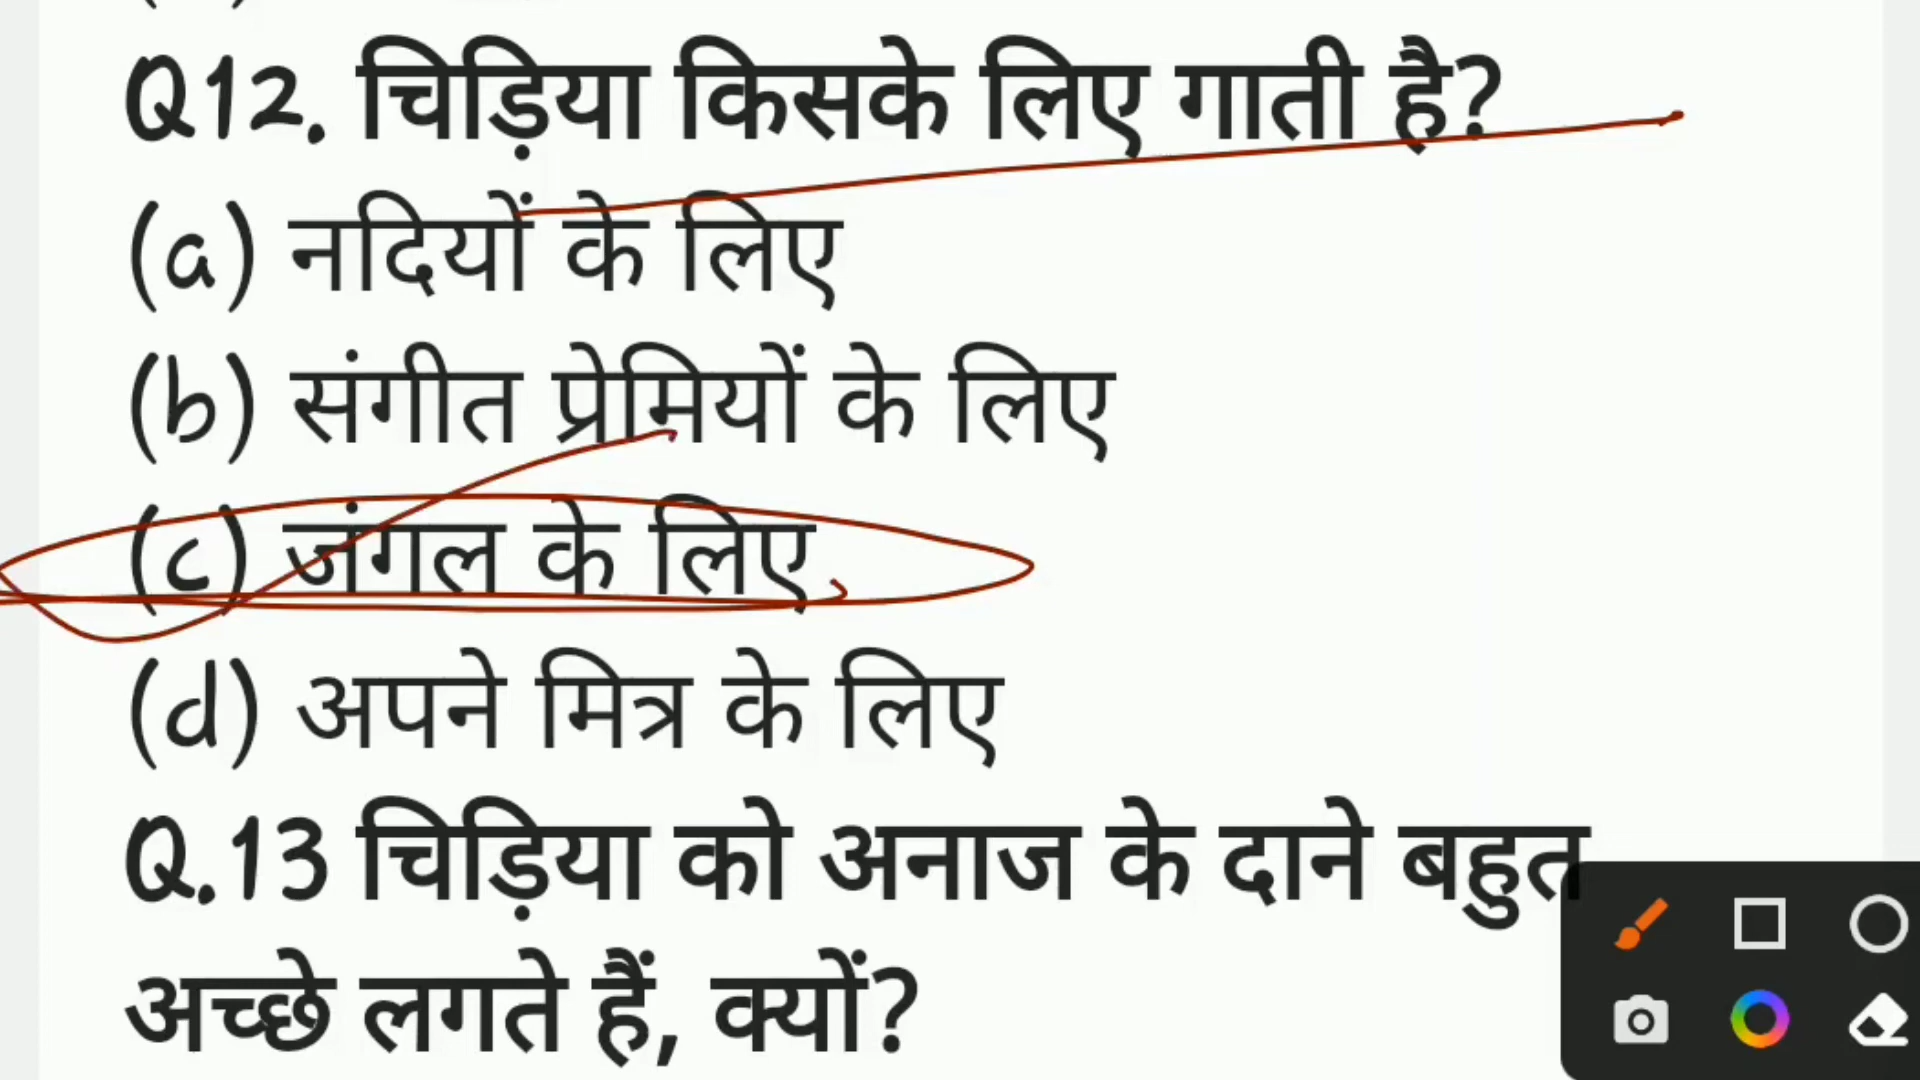 Q12. चिड़िया किसके लिए गाती है?
(a) नदियों के लिए
(b) संगीत प्रेमियों के लिए
(c) जंगल के लिए
(d) अपने मित्र के लिए
Q.13 चिड़िया को अनाज के दाने बहुत
अच्छे लगते हैं, क्यों?